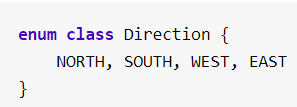 enum class Direction {
    NORTH, SOUTH, WEST, EAST
}